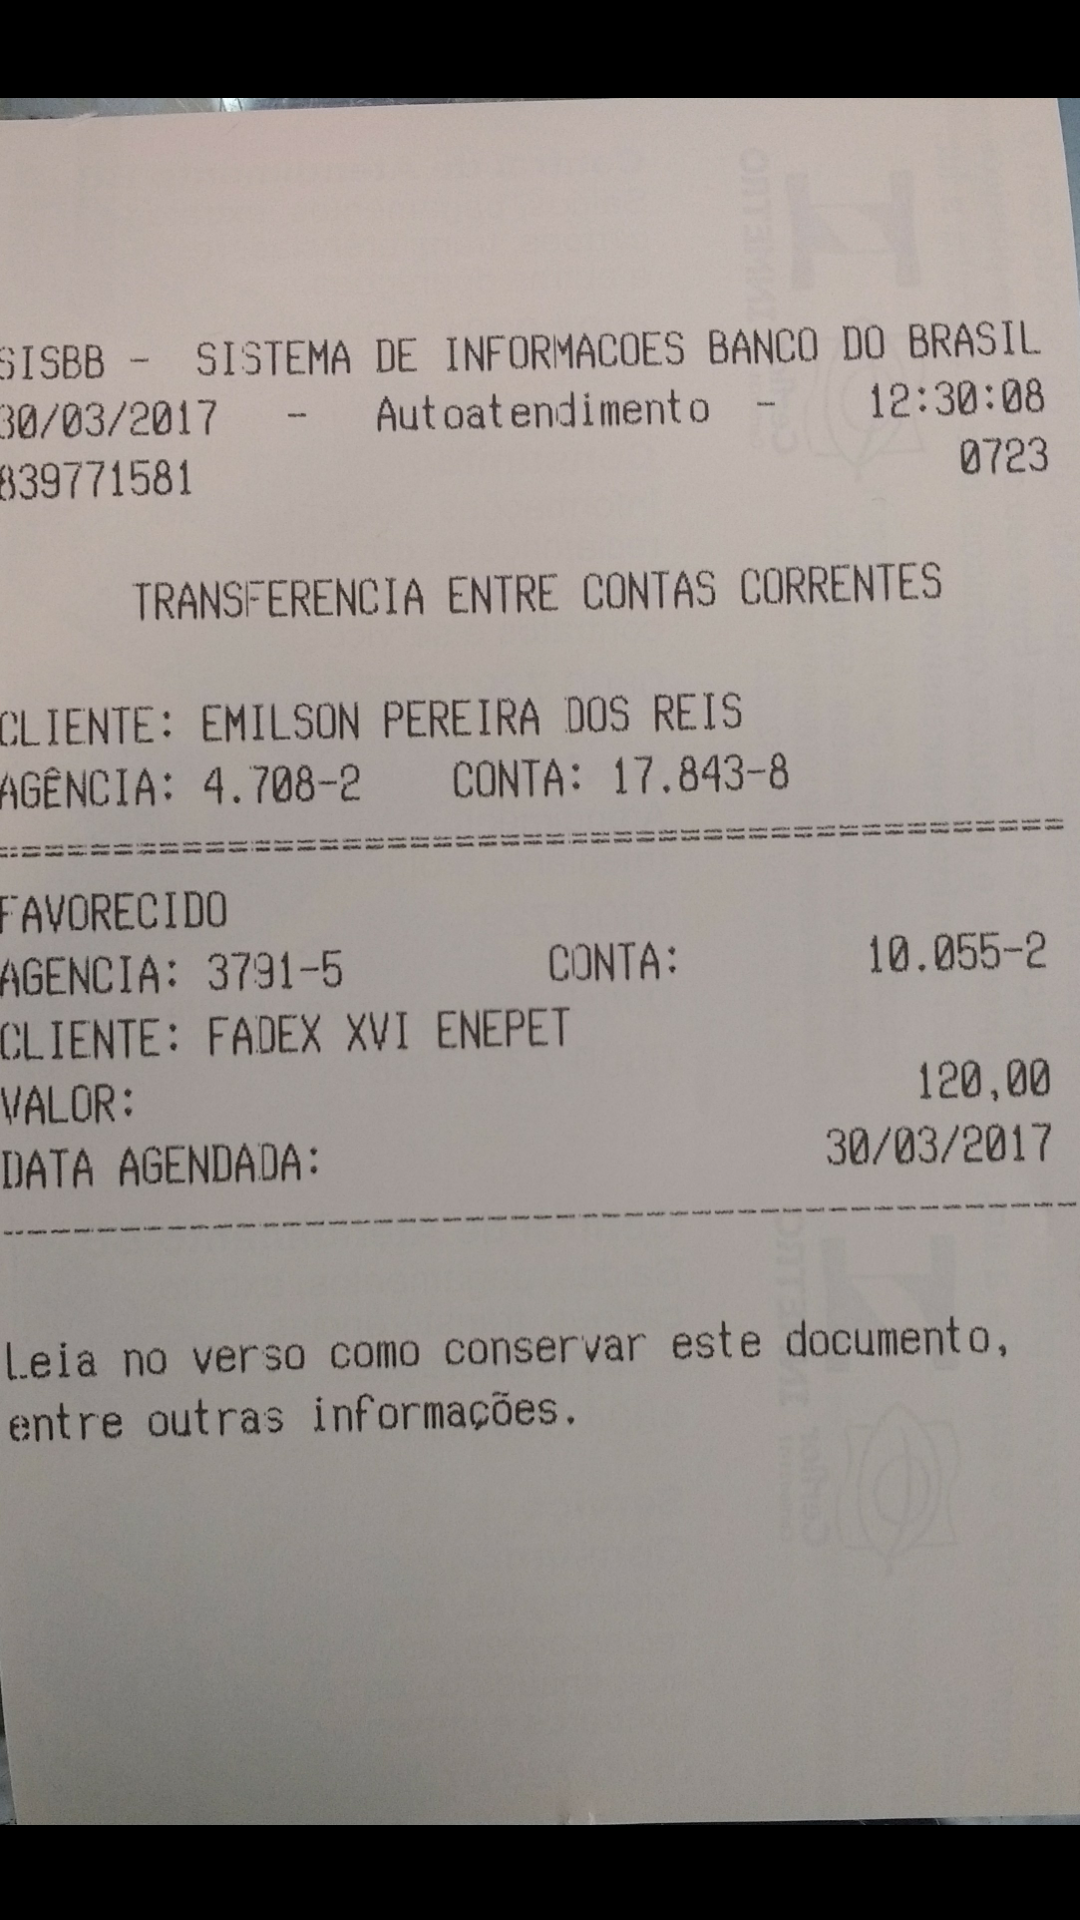 SISBB - SISTEMA DE INFORMACOES BANCO DO BRASIL
30/03/2017 - Autoatendimento - 12:30:08
839771581 0723
TRANSFERENCIA ENTRE CONTAS CORRENTES
CLIENTE: EMILSON PEREIRA DOS REIS
AGÊNCIA: 4.708-2 CONTA: 17.843-8
================================================
FAVORECIDO
AGENCIA: 3791-5 CONTA: 10.055-2
CLIENTE: FADEX XVI ENEPET
VALOR: 120,00
DATA AGENDADA: 30/03/2017
------------------------------------------------
Leia no verso como conservar este documento,
entre outras informações.